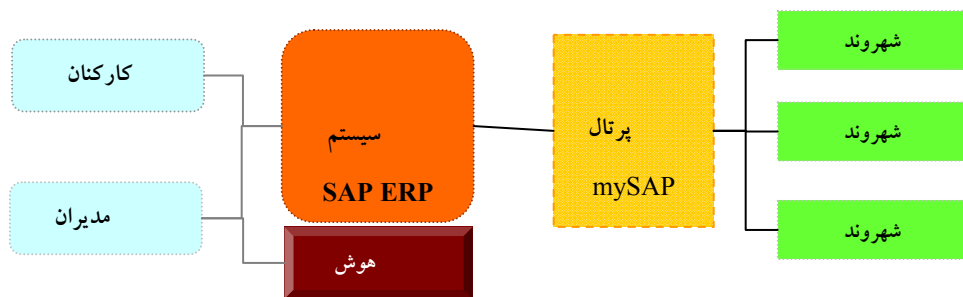 شهروند
کارکنان
سیستم
SAP ERP
پرتال
mySAP
شهروند
مدیران
شهروند
هوش